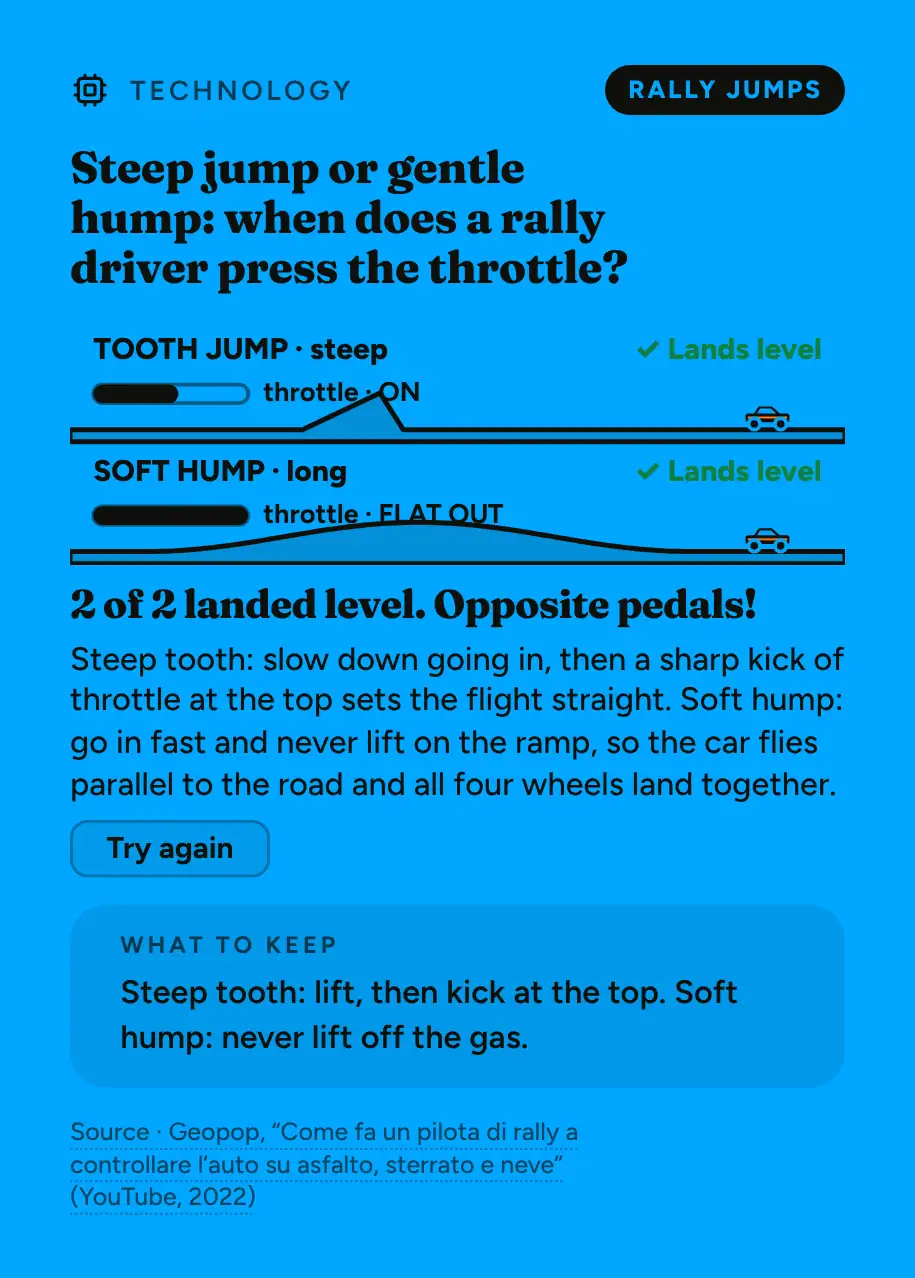 TECHNOLOGY
RALLY JUMPS
Steep jump or gentle
hump: when does a rally
driver press the throttle?
TOOTH JUMP · steep
✓ Lands level
throttle · ON
SOFT HUMP · long
✓ Lands level
throttle · FLAT OUT
2 of 2 landed level. Opposite pedals!
Steep tooth: slow down going in, then a sharp kick of
throttle at the top sets the flight straight. Soft hump:
go in fast and never lift on the ramp, so the car flies
parallel to the road and all four wheels land together.
Try again
WHAT TO KEEP
Steep tooth: lift, then kick at the top. Soft
hump: never lift off the gas.
Source · Geopop, “Come fa un pilota di rally a
controllare l’auto su asfalto, sterrato e neve”
(YouTube, 2022)